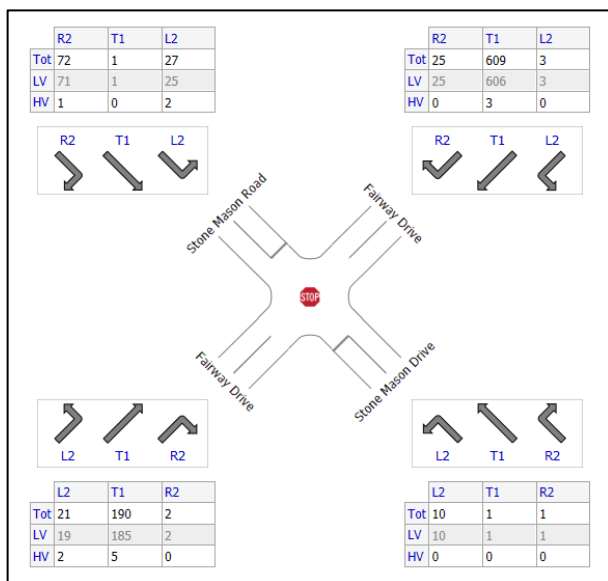 R2 T1 L2
Tot 72 1 27
LV 71 1 25
HV 1 0 2
R2 T1 L2
Tot 25 609 3
LV 25 606 3
HV 0 3 0
R2 T1 L2
R2 T1 L2
Stone Mason Road
Fairway Drive
STOP
Fairway Drive
Stone Mason Drive
L2 T1 R2
L2 T1 R2
L2 T1 R2
Tot 21 190 2
LV 19 185 2
HV 2 5 0
L2 T1 R2
Tot 10 1 1
LV 10 1 1
HV 0 0 0